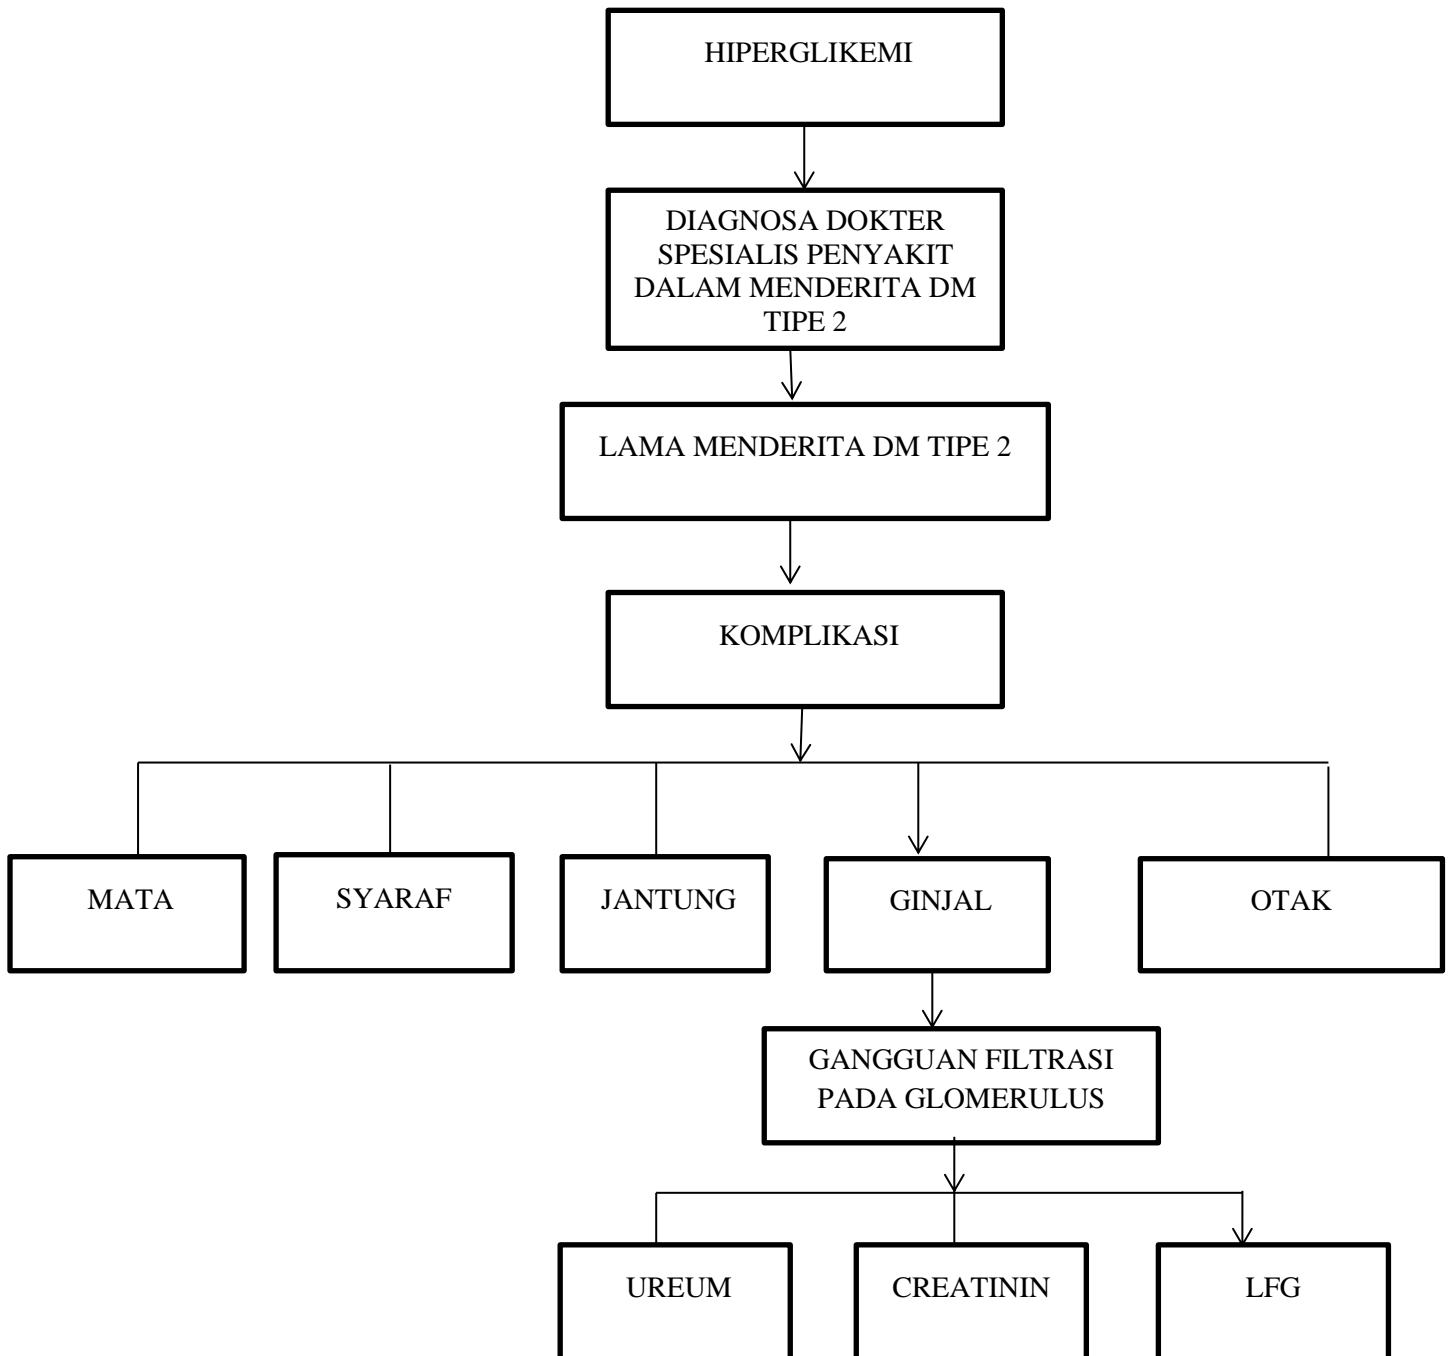 HIPERGLIKEMI
DIAGNOSA DOKTER
SPESIALIS PENYAKIT
DALAM MENDERITA DM
TIPE 2
LAMA MENDERITA DM TIPE 2
KOMPLIKASI
MATA
SYARAF
JANTUNG
GINJAL
OTAK
GANGGUAN FILTRASI
PADA GLOMERULUS
UREUM
CREATININ
LFG